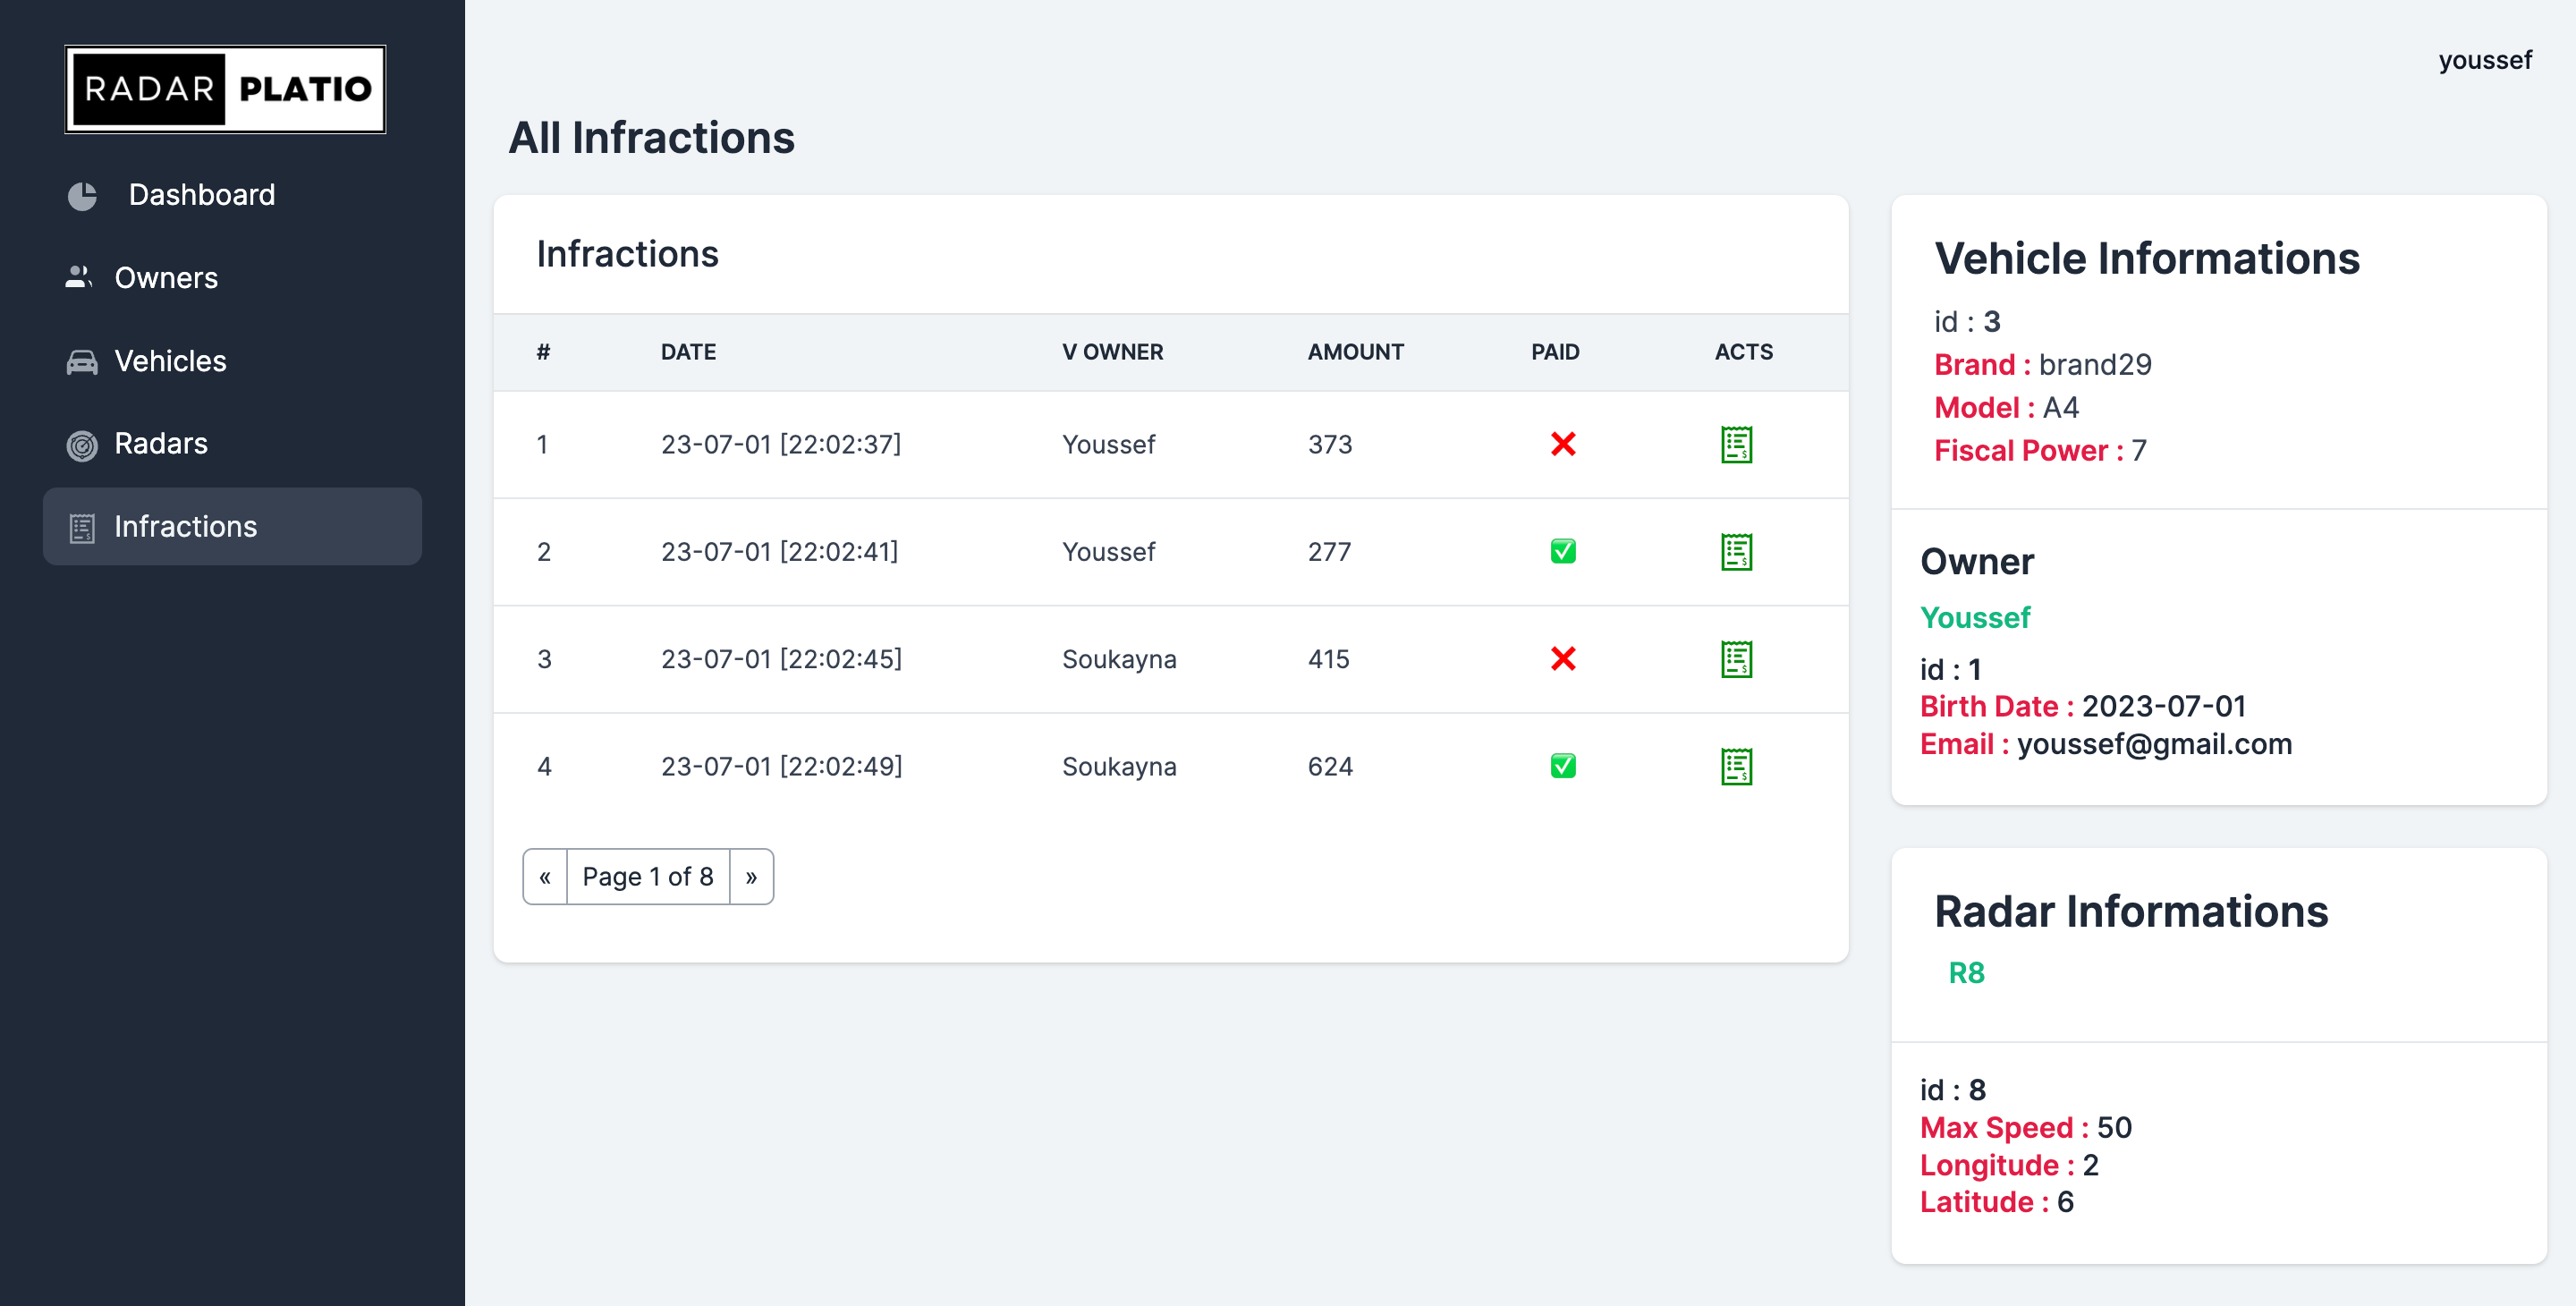 RADAR PLATIO
Dashboard
Owners
Vehicles
Radars
Infractions
youssef
All Infractions
Infractions
# DATE V OWNER AMOUNT PAID ACTS
1 23-07-01 [22:02:37] Youssef 373 ❌
2 23-07-01 [22:02:41] Youssef 277 ✅
3 23-07-01 [22:02:45] Soukayna 415 ❌
4 23-07-01 [22:02:49] Soukayna 624 ✅
« Page 1 of 8 »
Vehicle Informations
id : 3
Brand : brand29
Model : A4
Fiscal Power : 7
Owner
Youssef
id : 1
Birth Date : 2023-07-01
Email : youssef@gmail.com
Radar Informations
R8
id : 8
Max Speed : 50
Longitude : 2
Latitude : 6